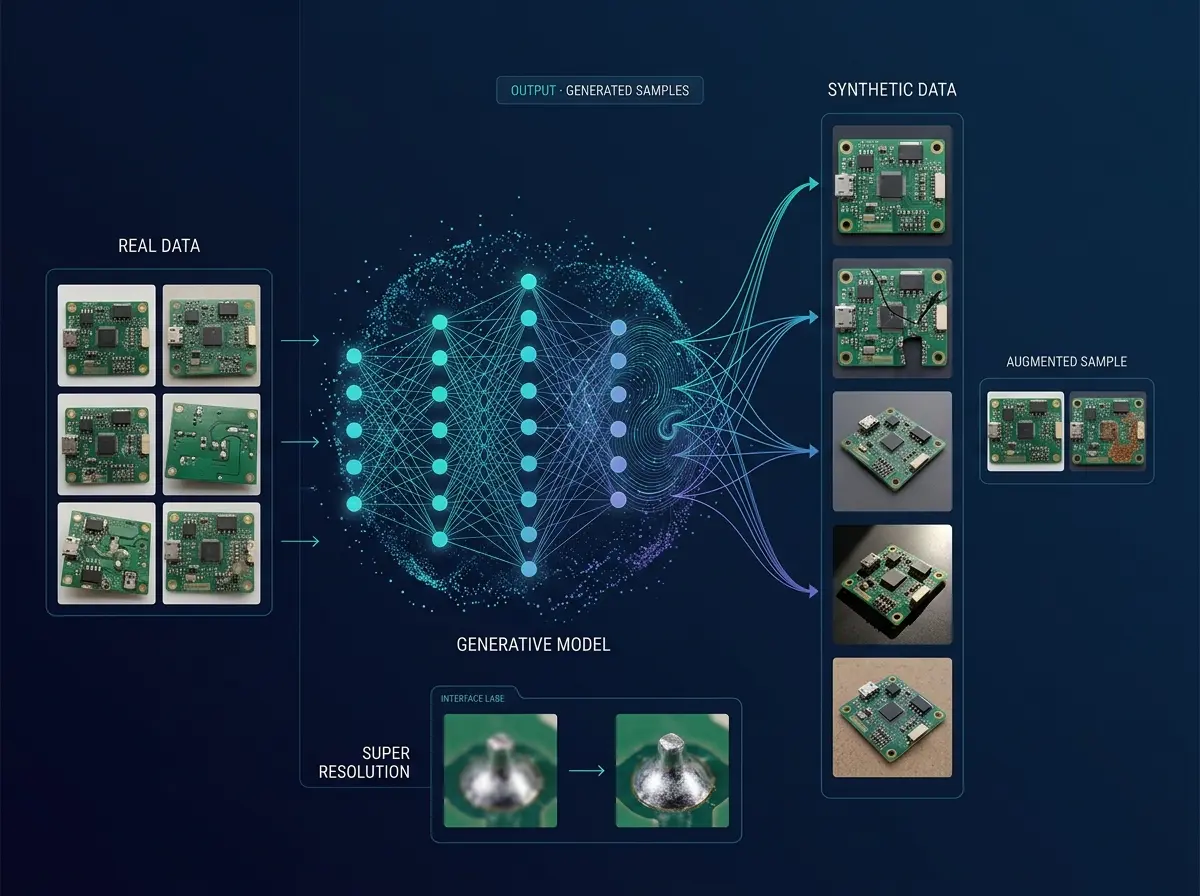 OUTPUT · GENERATED SAMPLES
SYNTHETIC DATA
REAL DATA
AUGMENTED SAMPLE
GENERATIVE MODEL
INTERFACE LABE
SUPER
RESOLUTION